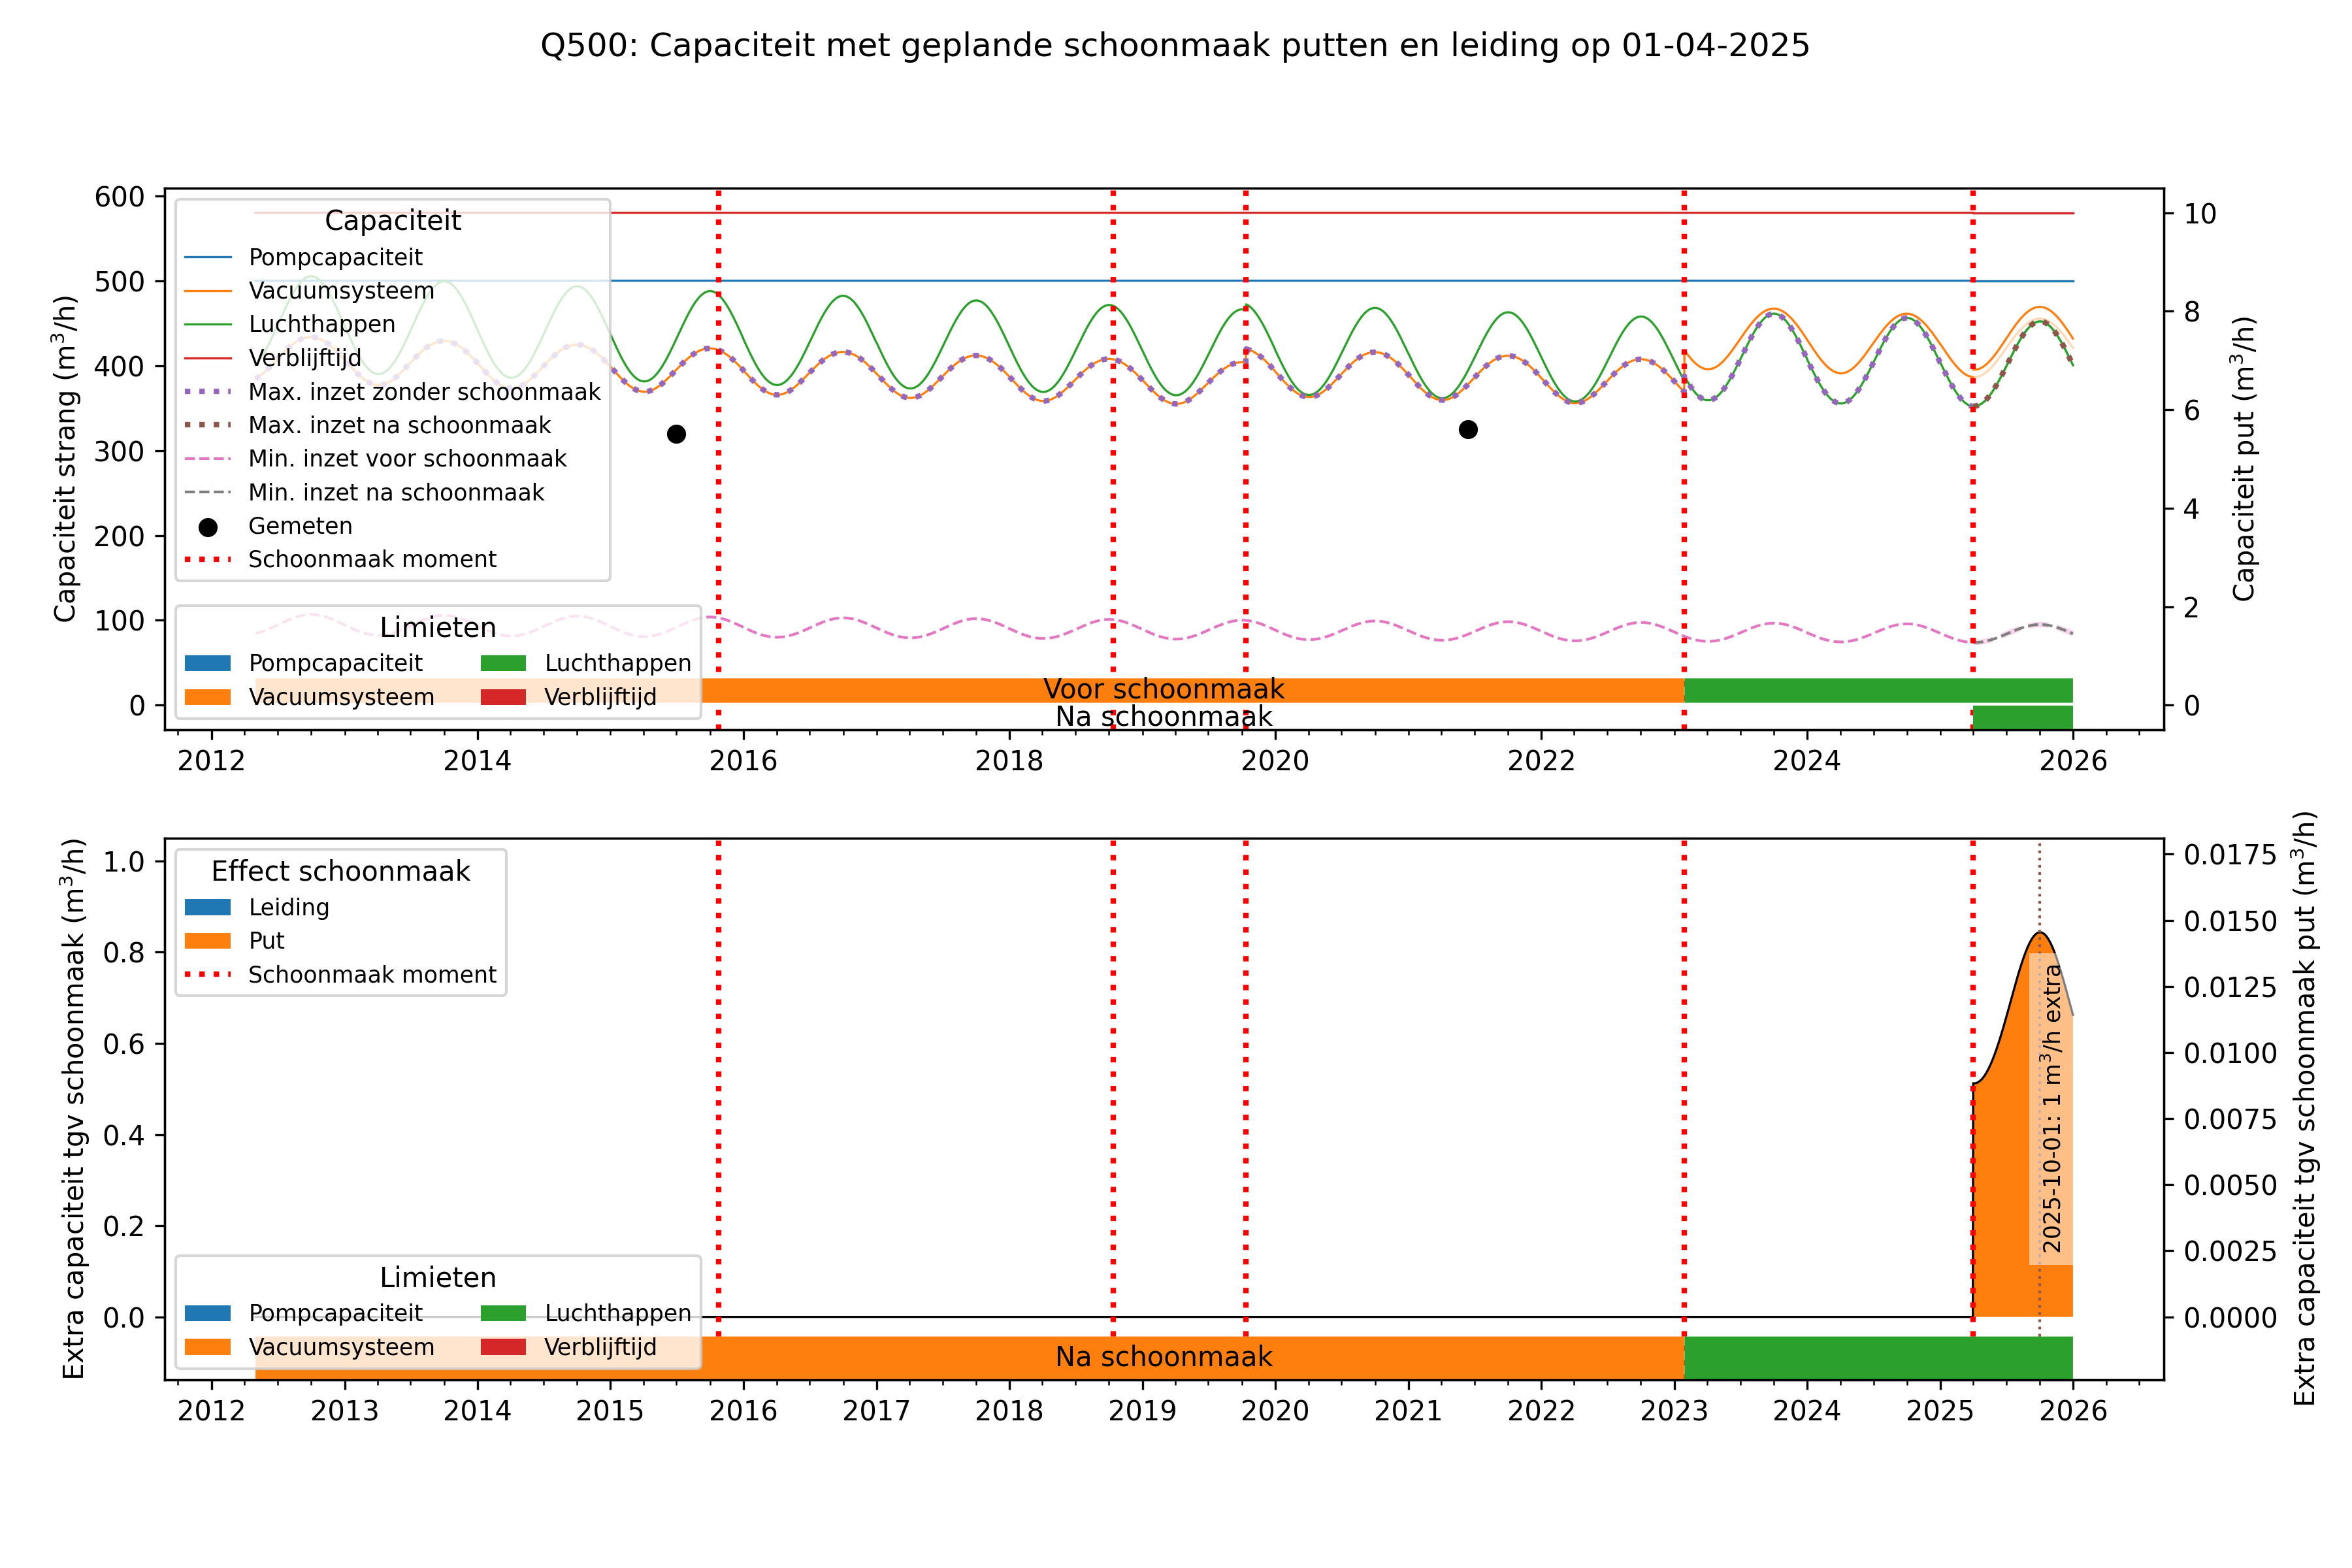 Q500: Capaciteit met geplande schoonmaak putten en leiding op 01-04-2025
Capaciteit strang (m³/h)
600
500
400
300
200
100
0
Capaciteit
Pompcapaciteit
Vacuumsysteem
Luchthappen
Verblijftijd
Max. inzet zonder schoonmaak
Max. inzet na schoonmaak
Min. inzet voor schoonmaak
Min. inzet na schoonmaak
Gemeten
Schoonmaak moment
Limieten
Pompcapaciteit Luchthappen
Vacuumsysteem Verblijftijd
Voor schoonmaak
Na schoonmaak
10
8
6
4
2
0
Capaciteit put (m³/h)
2012 2014 2016 2018 2020 2022 2024 2026
Extra capaciteit tgv schoonmaak (m³/h)
1.0
0.8
0.6
0.4
0.2
0.0
Effect schoonmaak
Leiding
Put
Schoonmaak moment
Limieten
Pompcapaciteit Luchthappen
Vacuumsysteem Verblijftijd
Na schoonmaak
2025-10-01: 1 m³/h extra
0.0175
0.0150
0.0125
0.0100
0.0075
0.0050
0.0025
0.0000
Extra capaciteit tgv schoonmaak put (m³/h)
2012 2013 2014 2015 2016 2017 2018 2019 2020 2021 2022 2023 2024 2025 2026